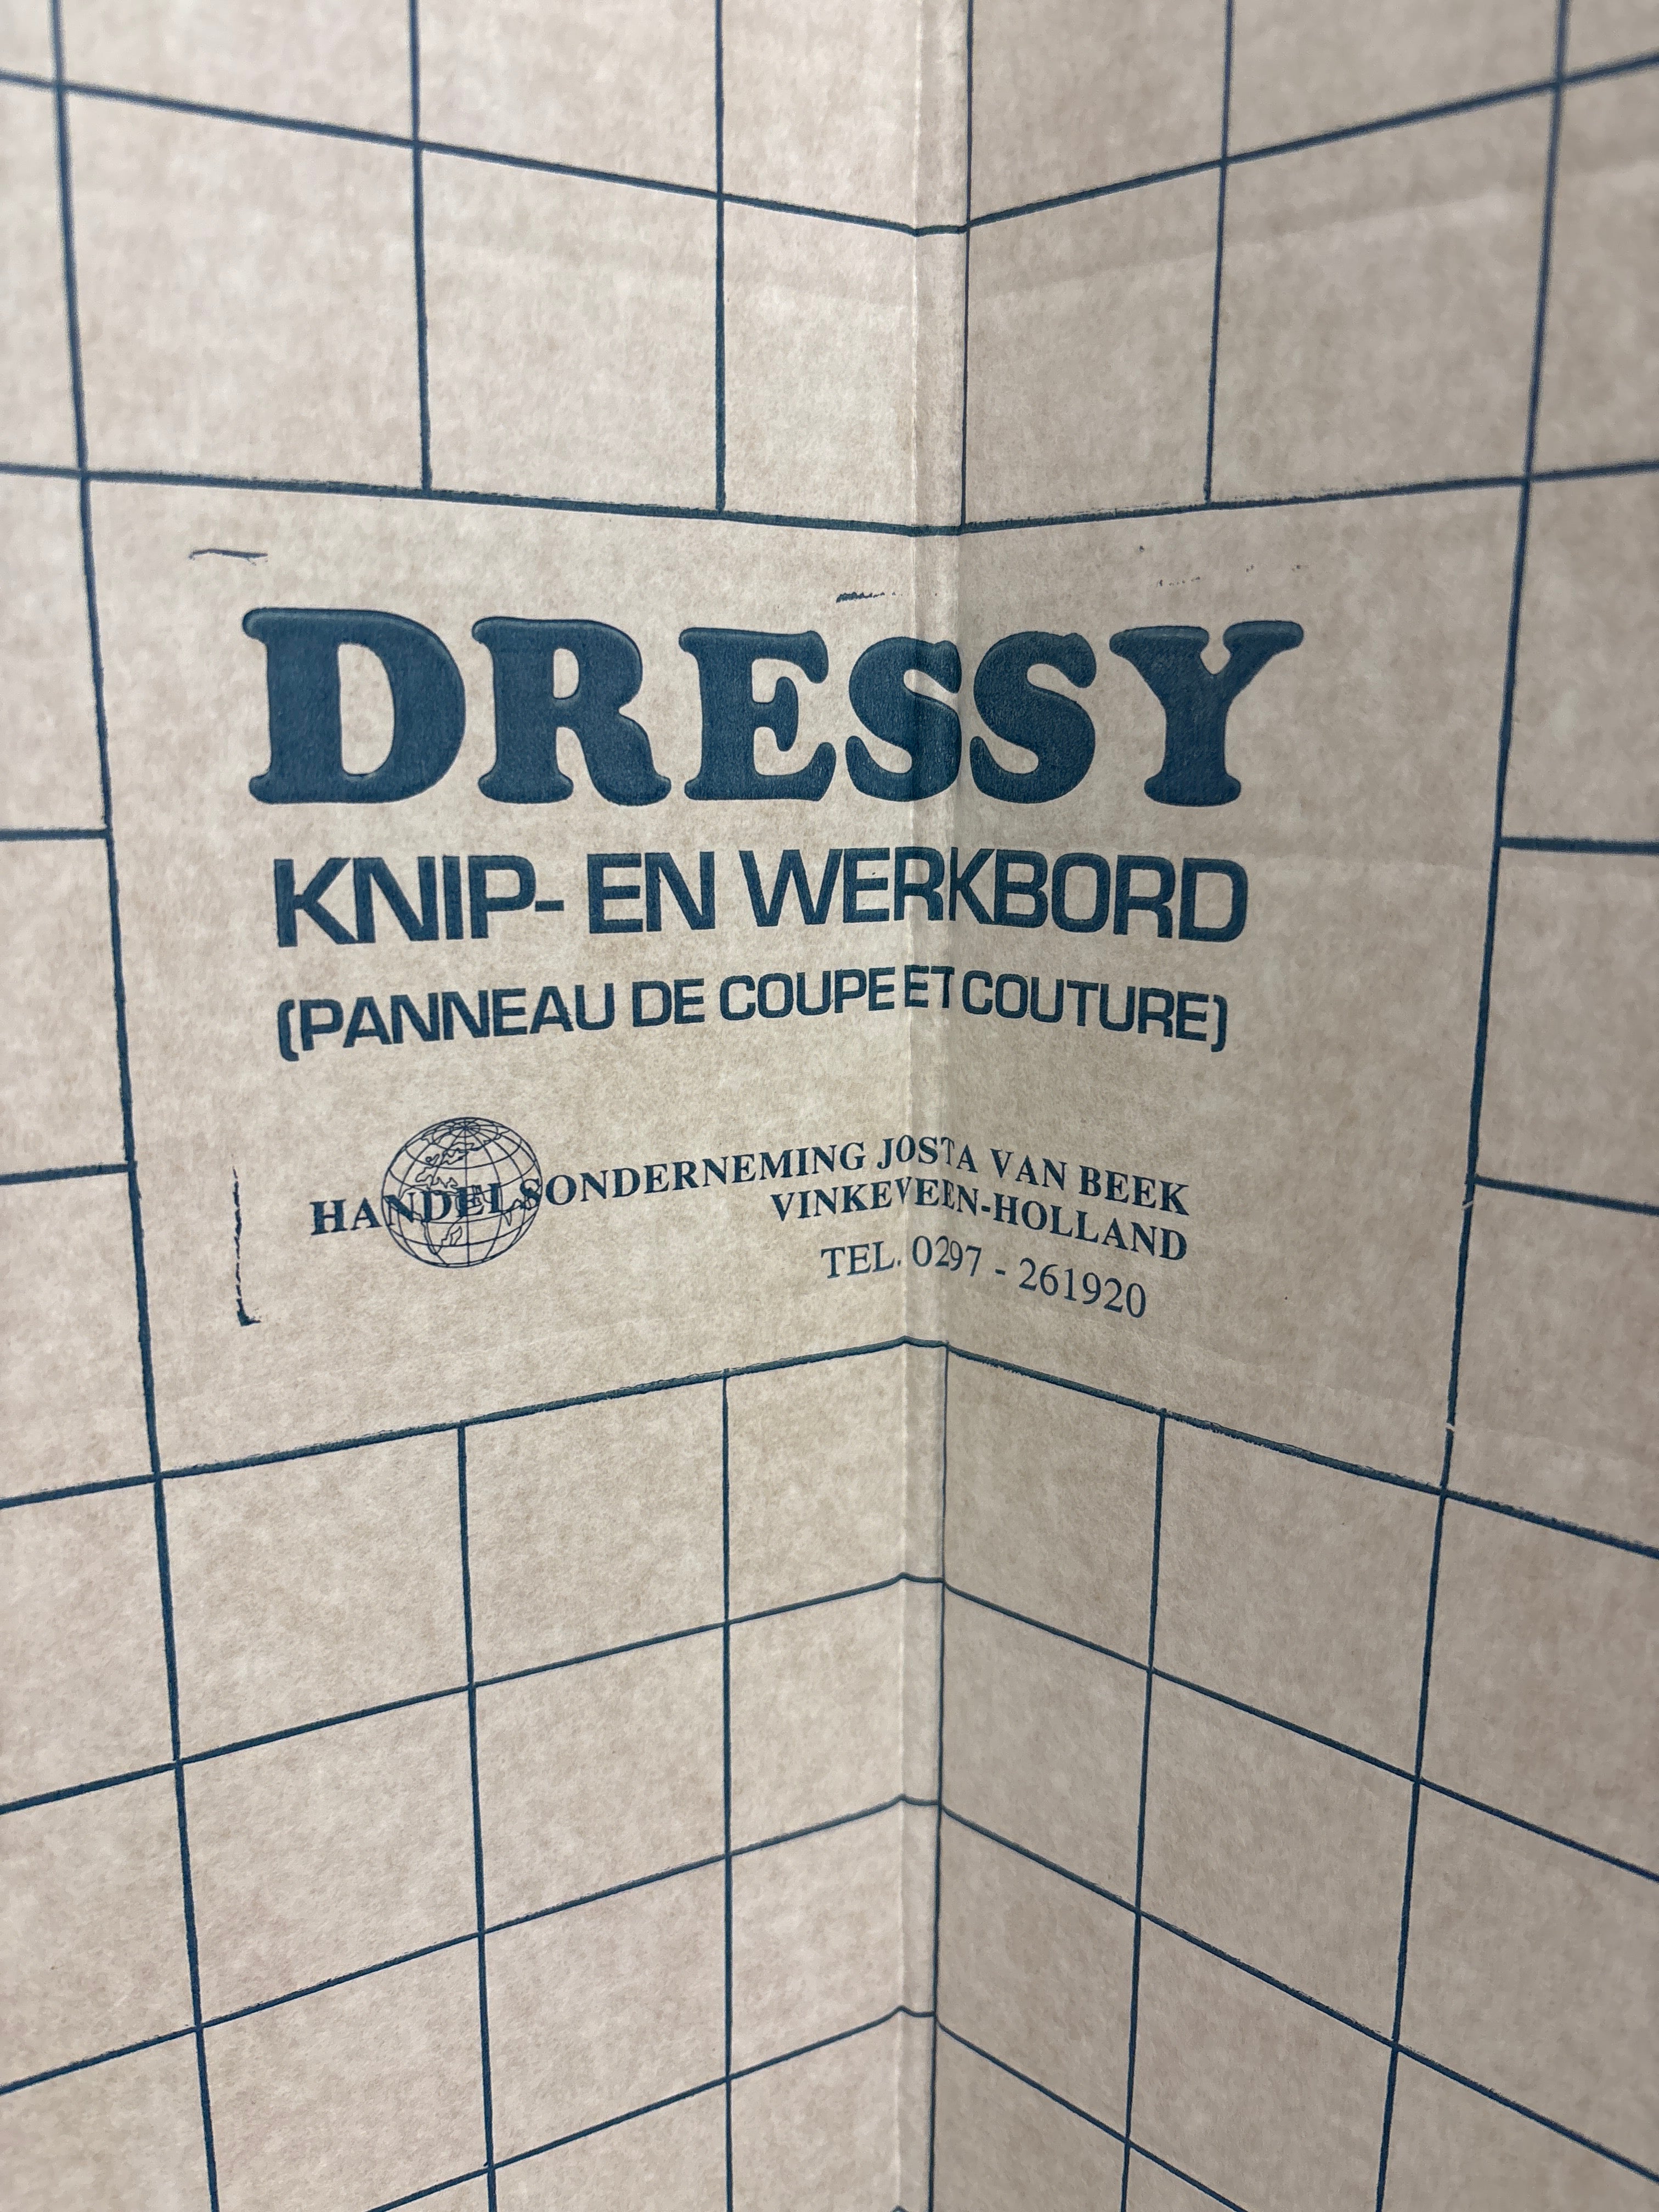 DRESSY
KNIP- EN WERKBORD
(PANNEAU DE COUPE ET COUTURE)
HANDELSONDERNEMING JOSTA VAN BEEK
VINKEVEEN-HOLLAND
TEL. 0297 - 261920